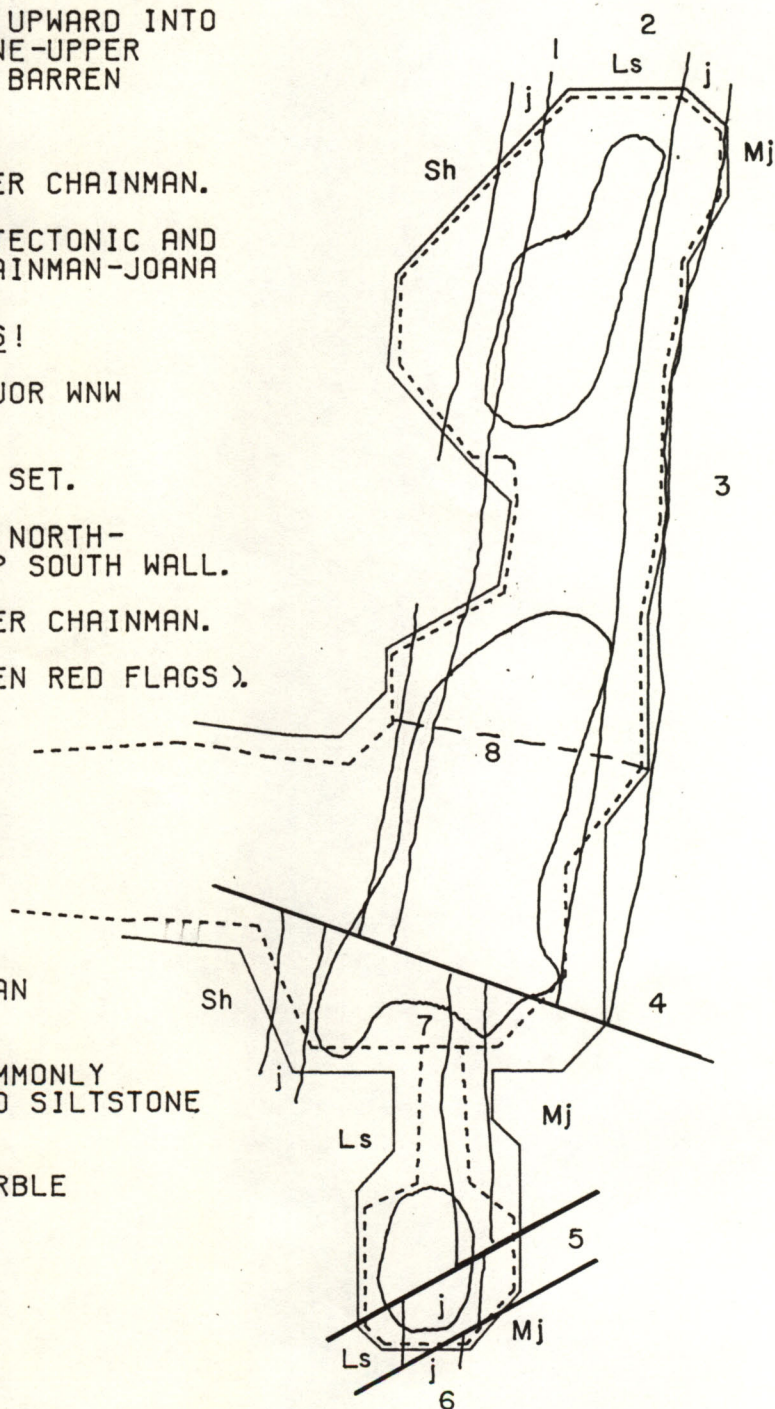 UPWARD INTO
NE-UPPER
BARREN
ER CHAINMAN.
TECTONIC AND
AINMAN-JOANA
S!
JOR WNW
SET.
NORTH-
P SOUTH WALL.
ER CHAINMAN.
EN RED FLAGS ).
AN
MMONLY
D SILTSTONE
RBLE
2
1
Ls
j
j
Sh
Mj
3
8
Sh
4
7
j
Ls
Mj
5
j
Mj
Ls
j
6